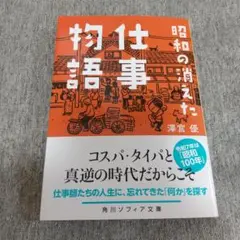 昭和の消えた
仕事
物語
澤宮 優
コスパ・タイパと
真逆の時代だからこそ
令和7年は
「昭和
100年」
仕事師たちの人生に、忘れてきた「何か」を探す
角川ソフィア文庫